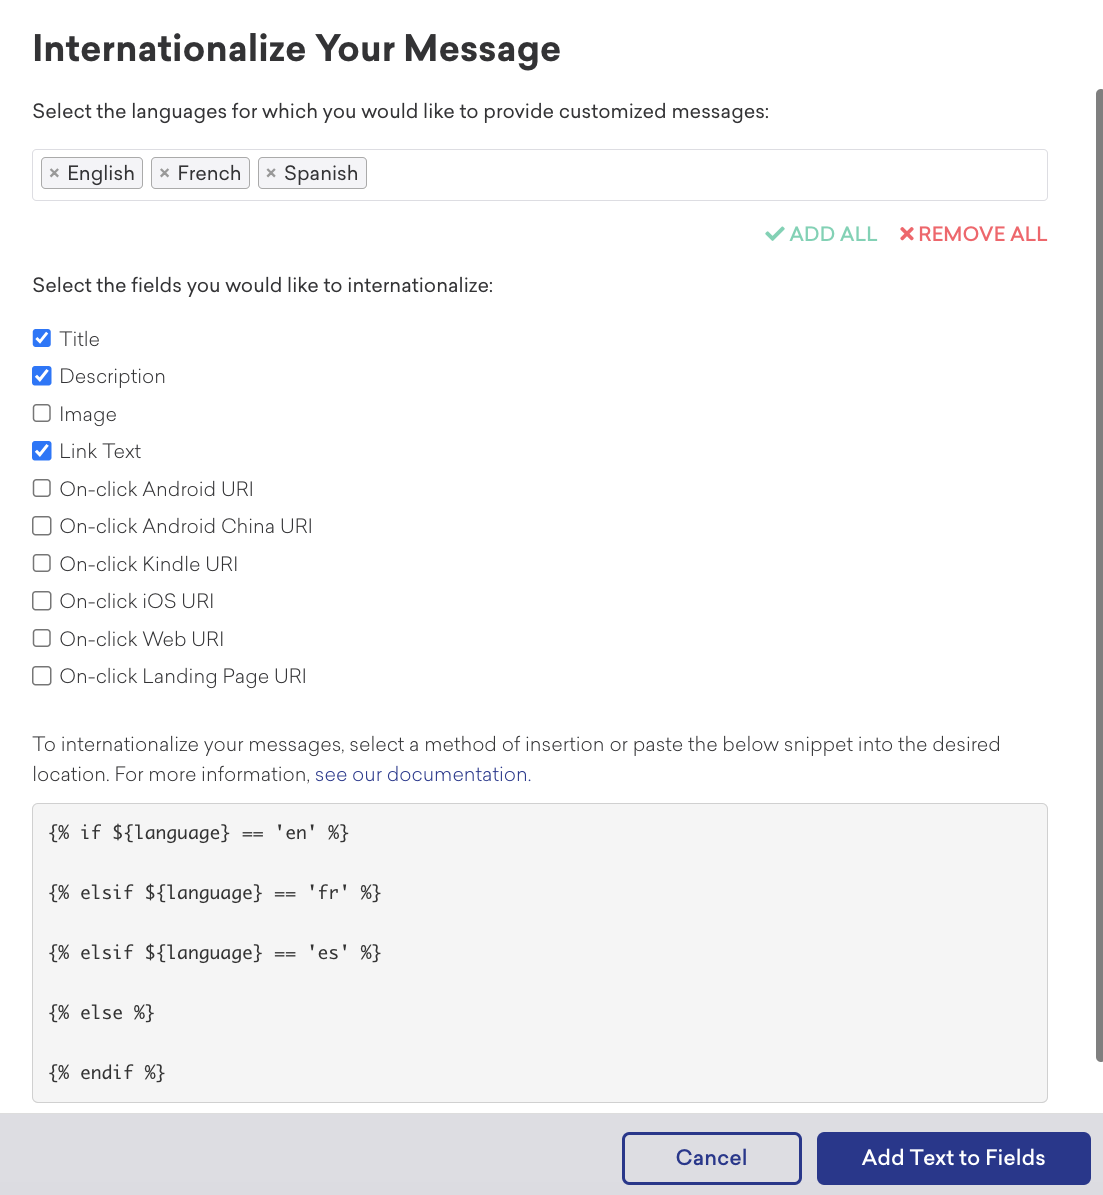 Internationalize Your Message
Select the languages for which you would like to provide customized messages:
× English × French × Spanish
ADD ALL REMOVE ALL
Select the fields you would like to internationalize:
Title
Description
Image
Link Text
On-click Android URI
On-click Android China URI
On-click Kindle URI
On-click iOS URI
On-click Web URI
On-click Landing Page URI
To internationalize your messages, select a method of insertion or paste the below snippet into the desired
location. For more information, see our documentation.
{% if ${language} == 'en' %}
{% elsif ${language} == 'fr' %}
{% elsif ${language} == 'es' %}
{% else %}
{% endif %}
Cancel Add Text to Fields